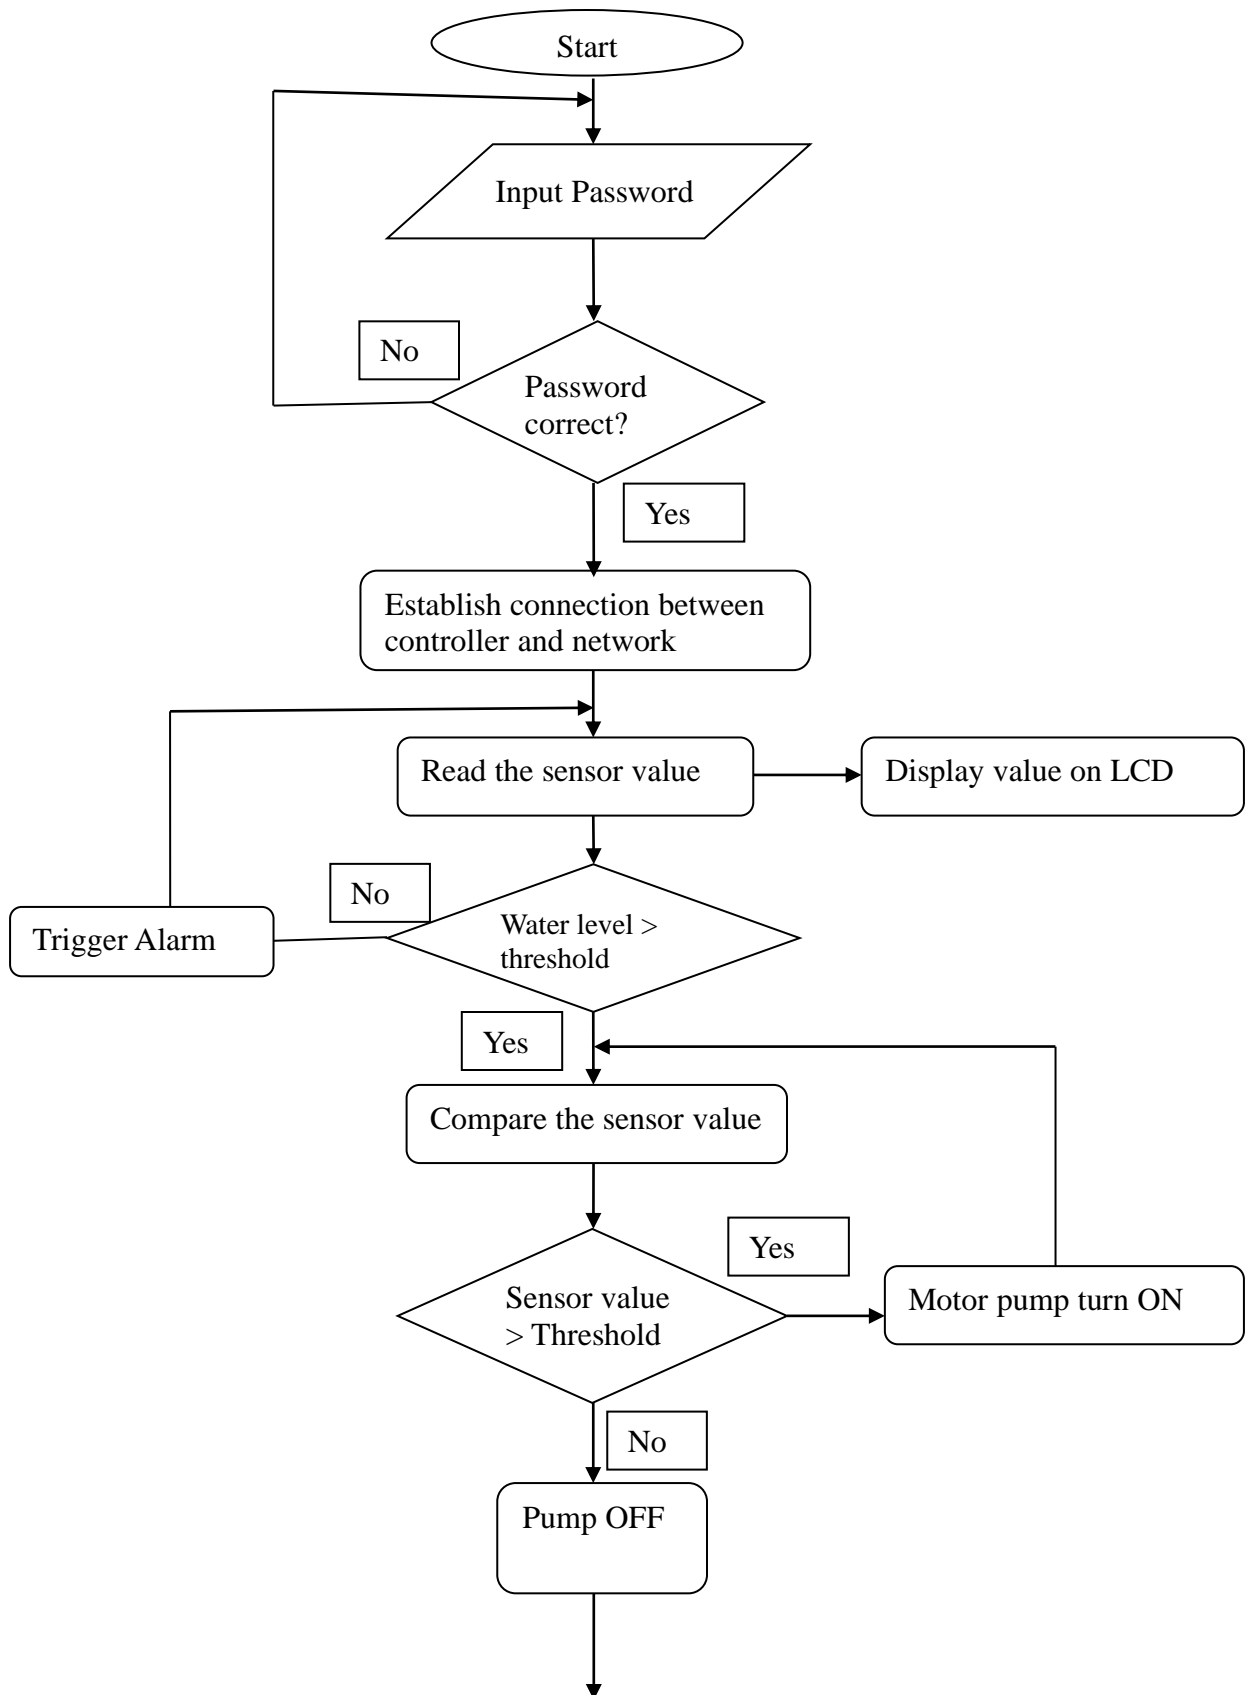 Start
Input Password
No
Password
correct?
Yes
Establish connection between
controller and network
Read the sensor value
Display value on LCD
No
Water level >
threshold
Trigger Alarm
Yes
Compare the sensor value
Yes
Sensor value
> Threshold
Motor pump turn ON
No
Pump OFF